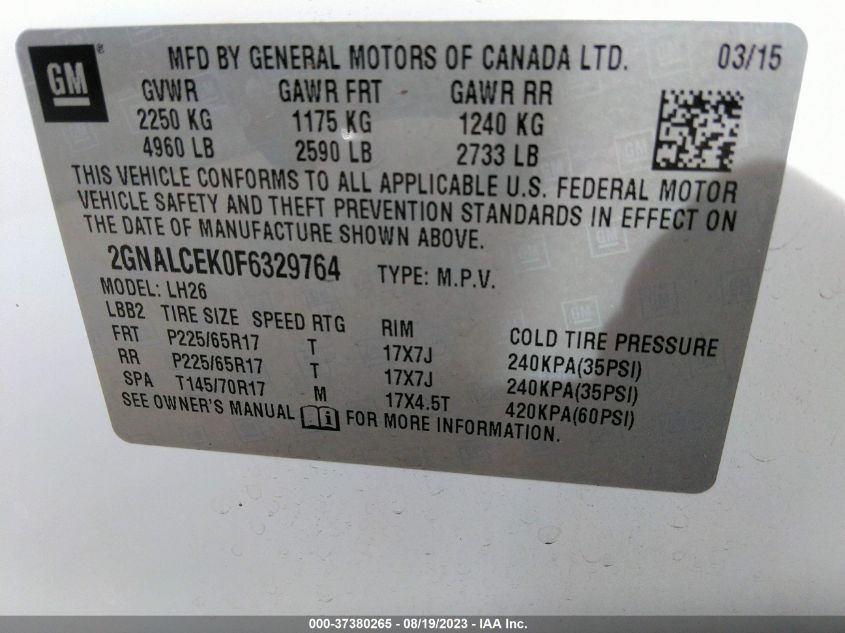 GM ® MFD BY GENERAL MOTORS OF CANADA LTD. 03/15
GVWR GAWR FRT GAWR RR
2250 KG 1175 KG 1240 KG
4960 LB 2590 LB 2733 LB
THIS VEHICLE CONFORMS TO ALL APPLICABLE U.S. FEDERAL MOTOR
VEHICLE SAFETY AND THEFT PREVENTION STANDARDS IN EFFECT ON
THE DATE OF MANUFACTURE SHOWN ABOVE.
2GNALCEK0F6329764 TYPE: M.P.V.
MODEL: LH26
LBB2 TIRE SIZE SPEED RTG RIM COLD TIRE PRESSURE
FRT P225/65R17 T 17X7J 240KPA(35PSI)
RR P225/65R17 T 17X7J 240KPA(35PSI)
SPA T145/70R17 M 17X4.5T 420KPA(60PSI)
SEE OWNER'S MANUAL i FOR MORE INFORMATION.
000-37380265 - 08/19/2023 - IAA Inc.